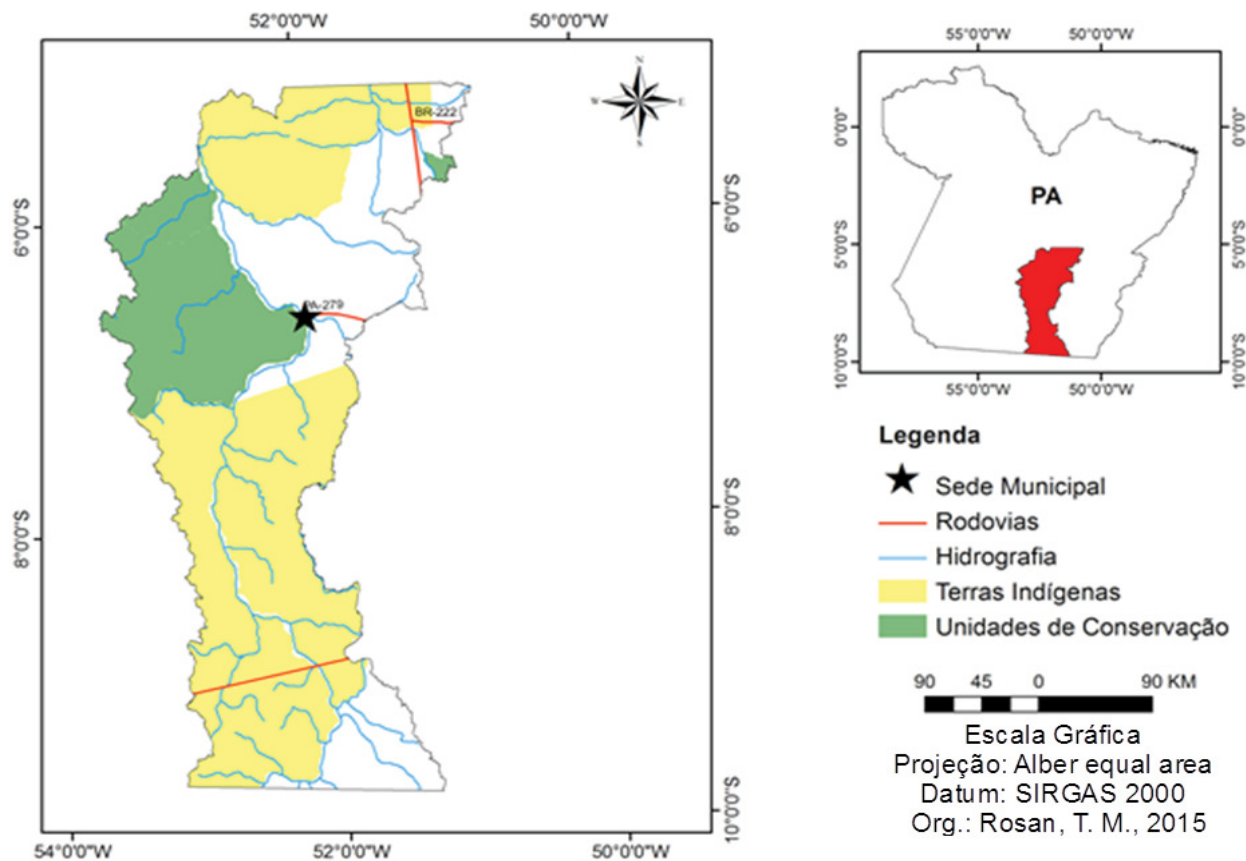 52°0'0"W
50°0'0"W
6°0'0"S
8°0'0"S
6°0'0"S
8°0'0"S
10°0'0"S
54°0'0"W
52°0'0"W
50°0'0"W
N
W
E
S
BR-222
PA-279
55°0'0"W
50°0'0"W
0°0'0"
5°0'0"S
10°0'0"S
0°0'0"
5°0'0"S
10°0'0"S
55°0'0"W
50°0'0"W
PA
Legenda
Sede Municipal
Rodovias
Hidrografia
Terras Indígenas
Unidades de Conservação
90 45 0 90 KM
Escala Gráfica
Projeção: Alber equal area
Datum: SIRGAS 2000
Org.: Rosan, T. M., 2015